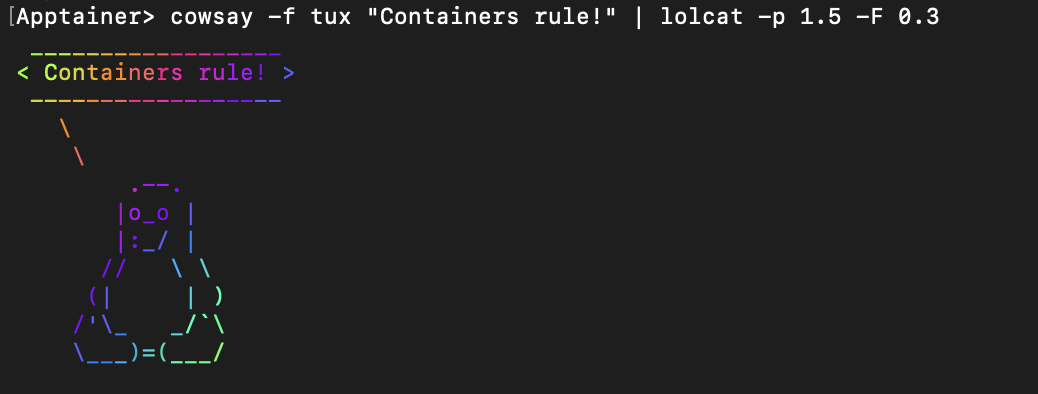 [Apptainer> cowsay -f tux "Containers rule!" | lolcat -p 1.5 -F 0.3
 __________________
< Containers rule! >
 ------------------
   \
    \
        .--.
       |o_o |
       |:_/ |
      //   \ \
     (|     | )
    /'\_   _/`\
    \___)=(___/